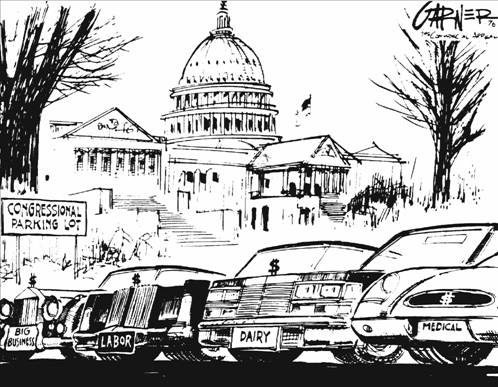 GARNER
CONGRESSIONAL
PARKING LOT
$
$
$
$
BIG
BUSINESS
LABOR
DAIRY
MEDICAL